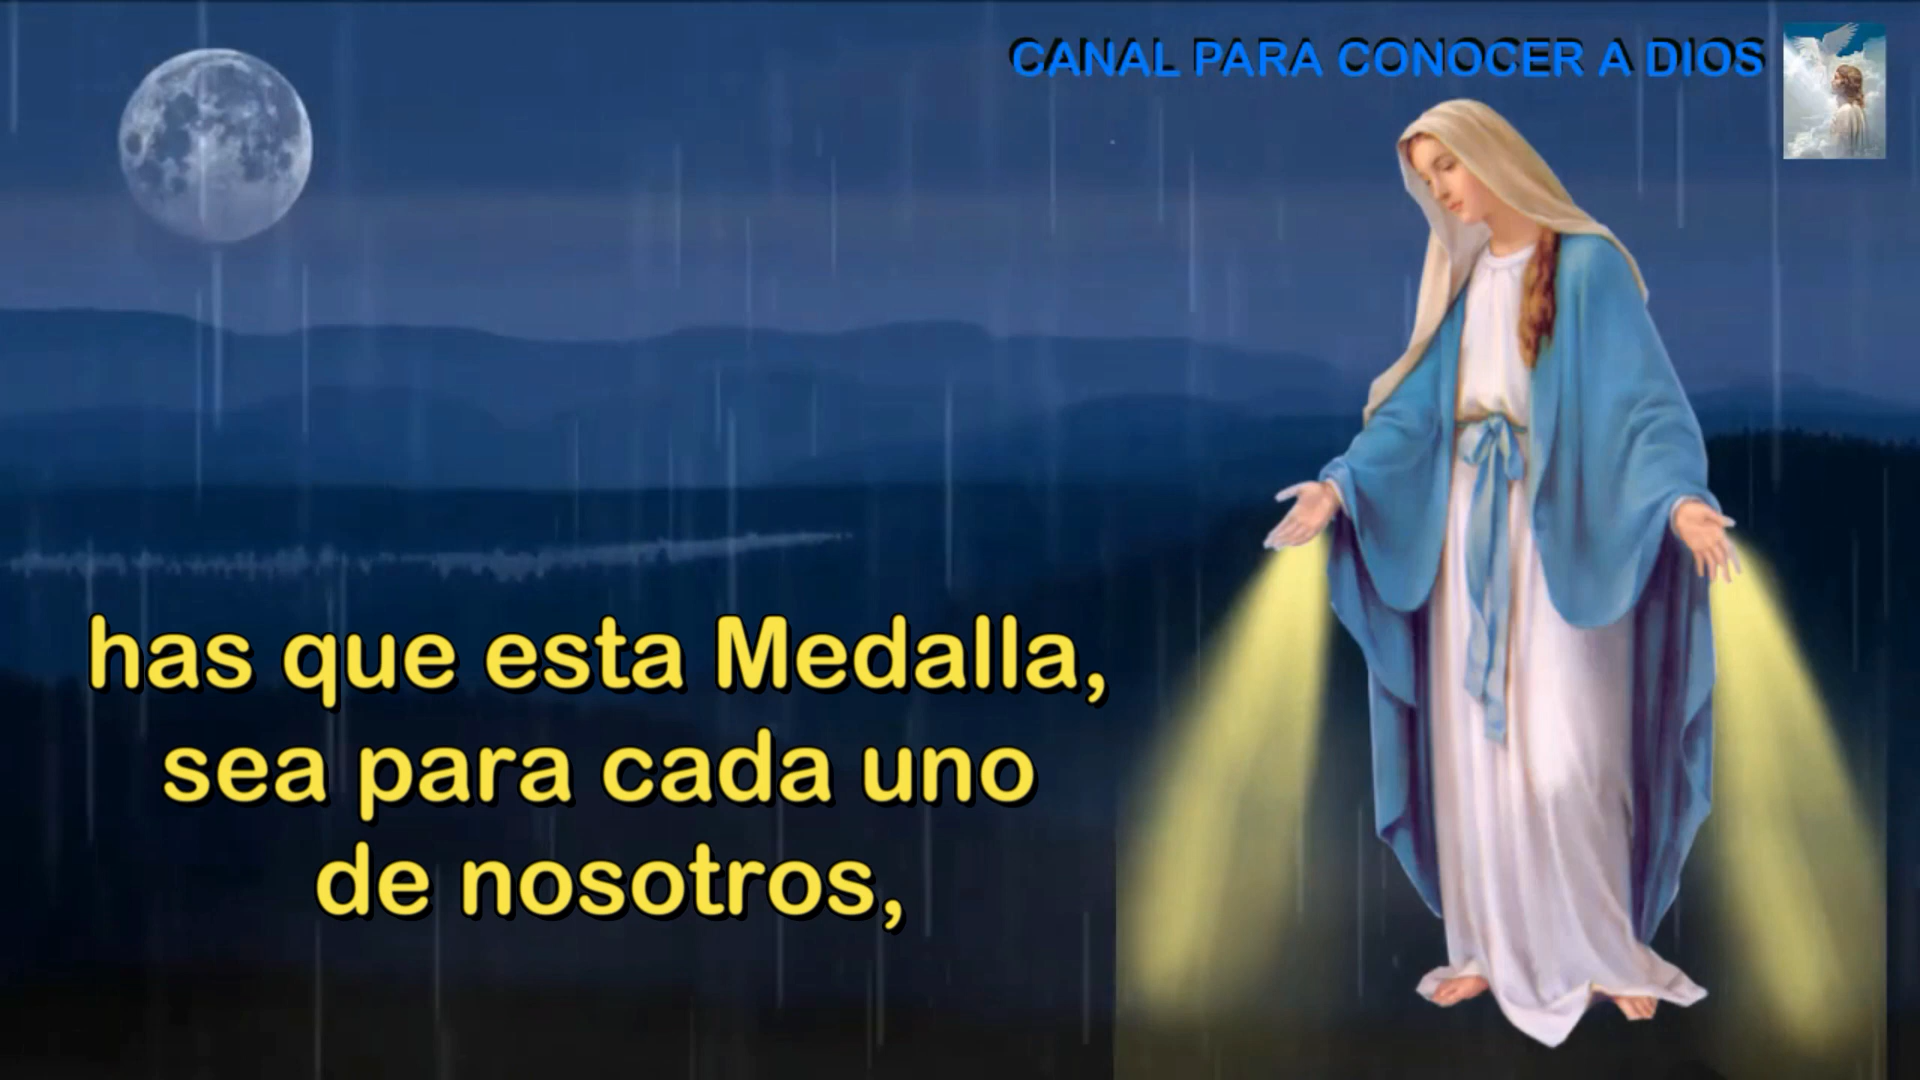 CANAL PARA CONOCER A DIOS
has que esta Medalla,
sea para cada uno
de nosotros,